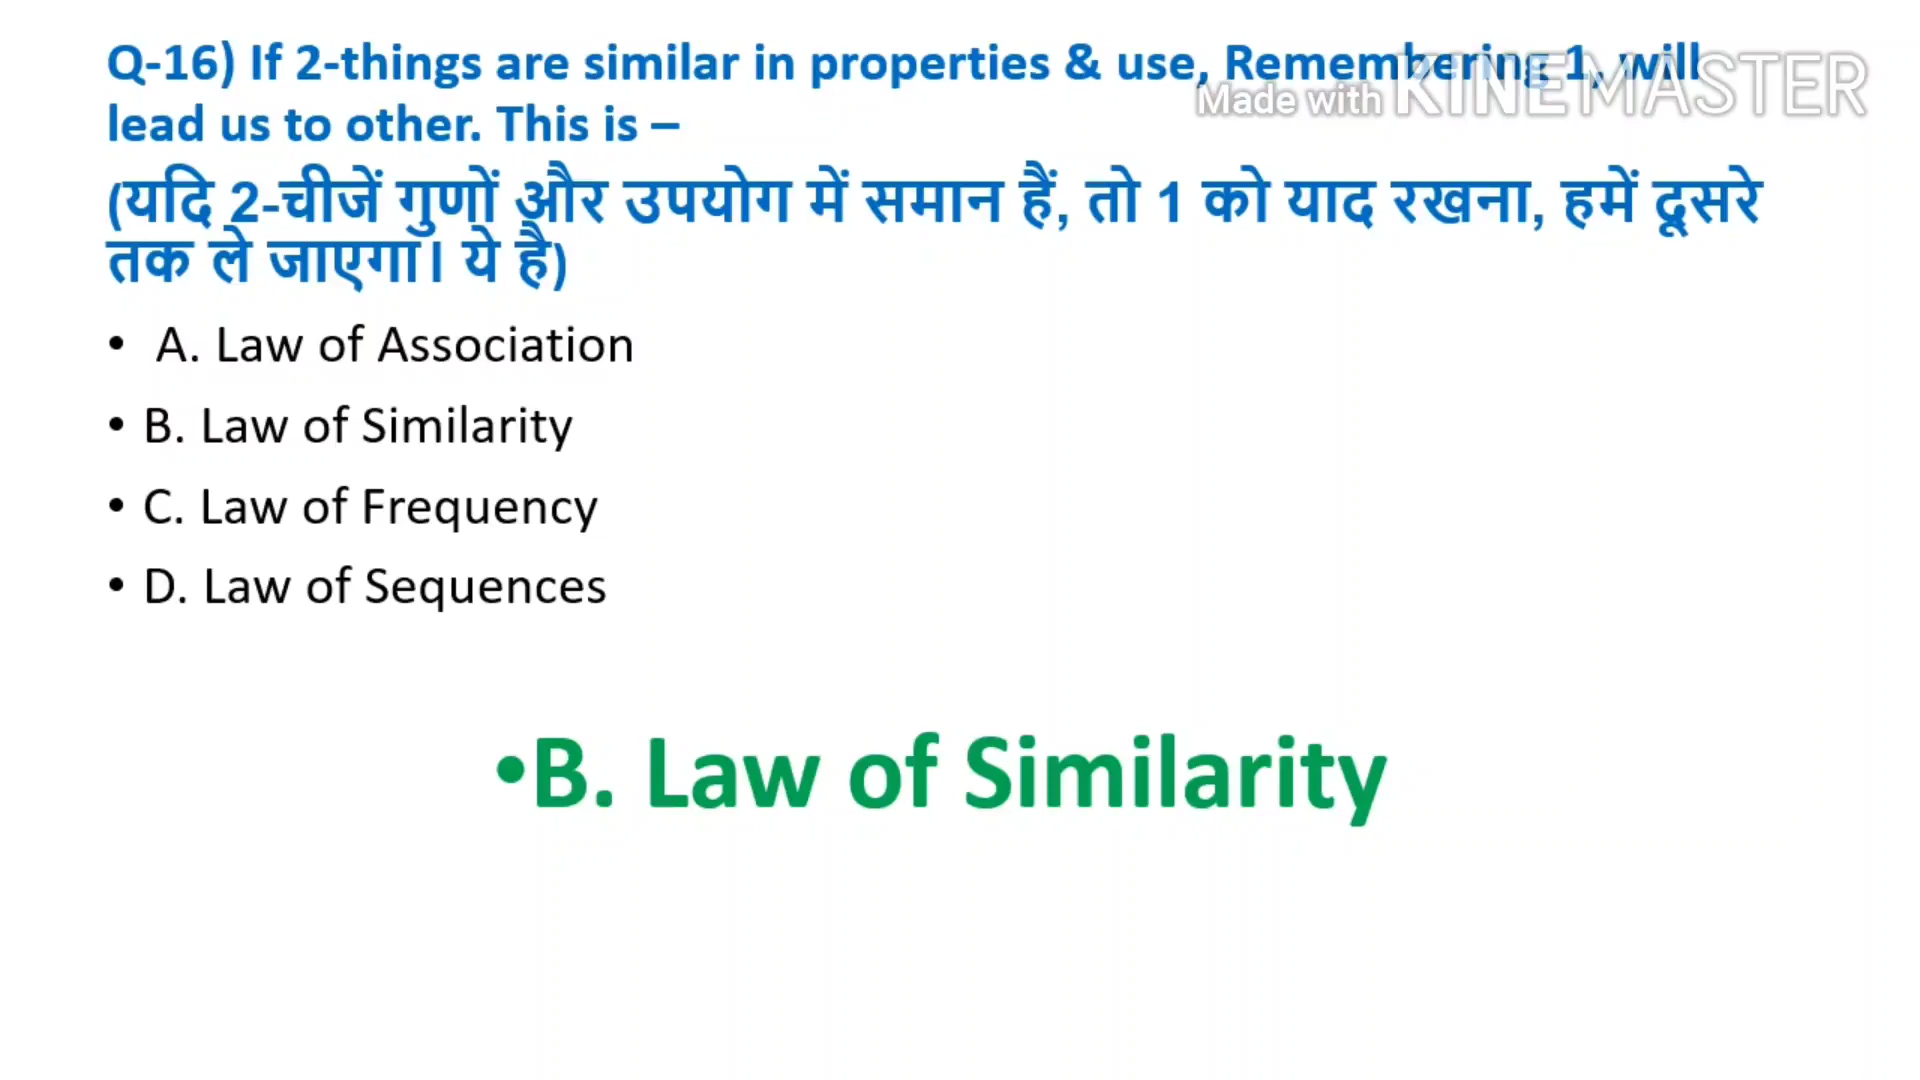 Q-16) If 2-things are similar in properties & use, Remembering 1, will
Made with KINEMASTER
lead us to other. This is –
(यदि 2-चीजें गुणों और उपयोग में समान हैं, तो 1 को याद रखना, हमें दूसरे
तक ले जाएगा। ये है)
• A. Law of Association
• B. Law of Similarity
• C. Law of Frequency
• D. Law of Sequences
•B. Law of Similarity